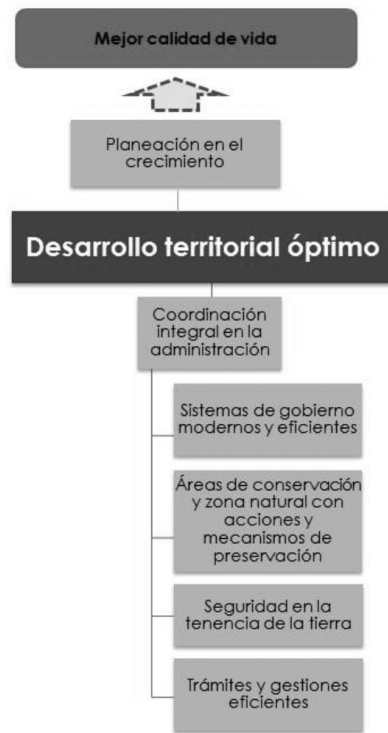 Mejor calidad de vida
Planeación en el
crecimiento
Desarrollo territorial óptimo
Coordinación
integral en la
administración
Sistemas de gobierno
modernos y eficientes
Áreas de conservación
y zona natural con
acciones y
mecanismos de
preservación
Seguridad en la
tenencia de la tierra
Trámites y gestiones
eficientes